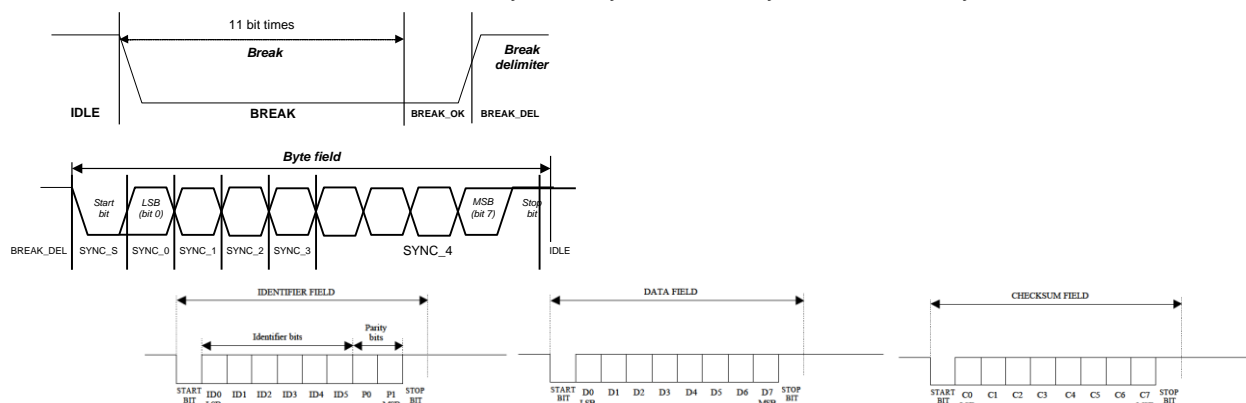 11 bit times
Break
Break
delimiter
IDLE
BREAK
BREAK_OK
BREAK_DEL
Byte field
Start
bit
LSB
(bit 0)
MSB
(bit 7)
Stop
bit
BREAK_DEL
SYNC_S
SYNC_0
SYNC_1
SYNC_2
SYNC_3
SYNC_4
IDLE
IDENTIFIER FIELD
Identifier bits
Parity
bits
START
BIT
ID0
ID1
ID2
ID3
ID4
ID5
P0
P1
STOP
BIT
DATA FIELD
START
BIT
D0
D1
D2
D3
D4
D5
D6
D7
STOP
BIT
CHECKSUM FIELD
START
BIT
C0
C1
C2
C3
C4
C5
C6
C7
STOP
BIT